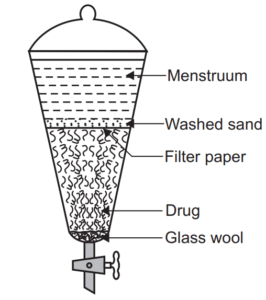 Menstruum
Washed sand
Filter paper
Drug
Glass wool